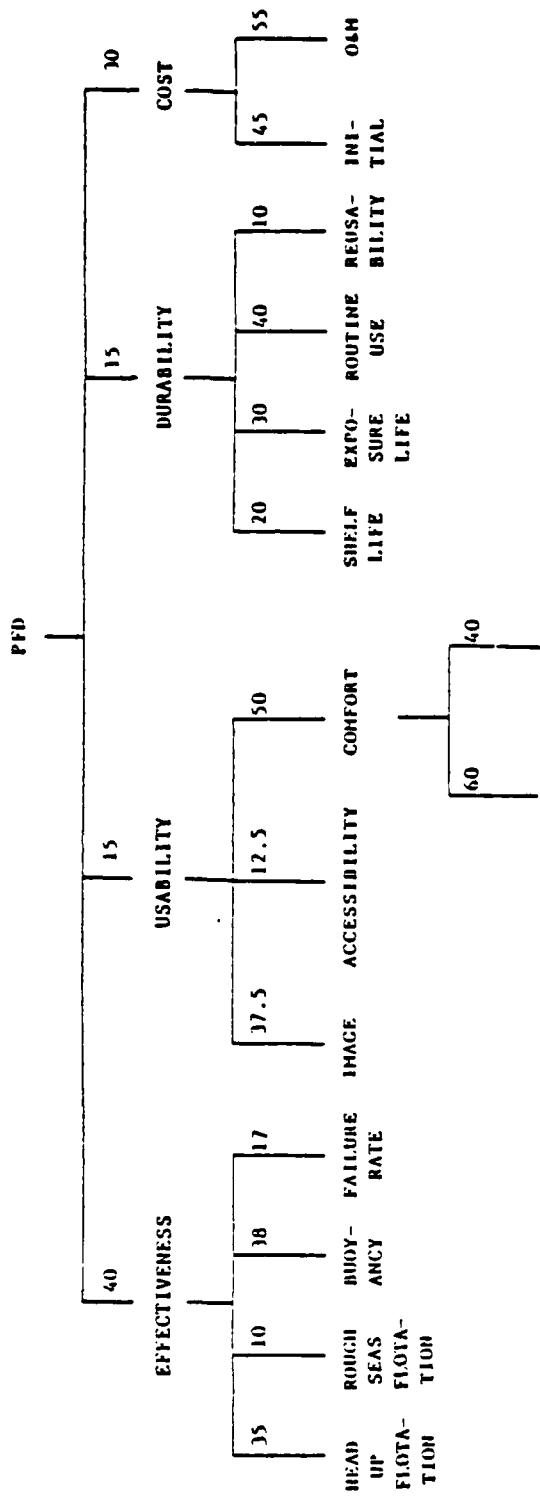 PFD
40
15
15
30
EFFECTIVENESS
USABILITY
DURABILITY
COST
35
10
38
17
37.5
12.5
50
20
30
40
10
45
55
HEAD
UP
FLOTA-
TION
ROUGH
SEAS
FLOTA-
TION
BUOY-
ANCY
FAILURE
RATE
IMAGE
ACCESSIBILITY
COMFORT
SHELF
LIFE
EXPO-
SURE
LIFE
ROUTINE
USE
REUSA-
BILITY
INI-
TIAL
O&M
60
40